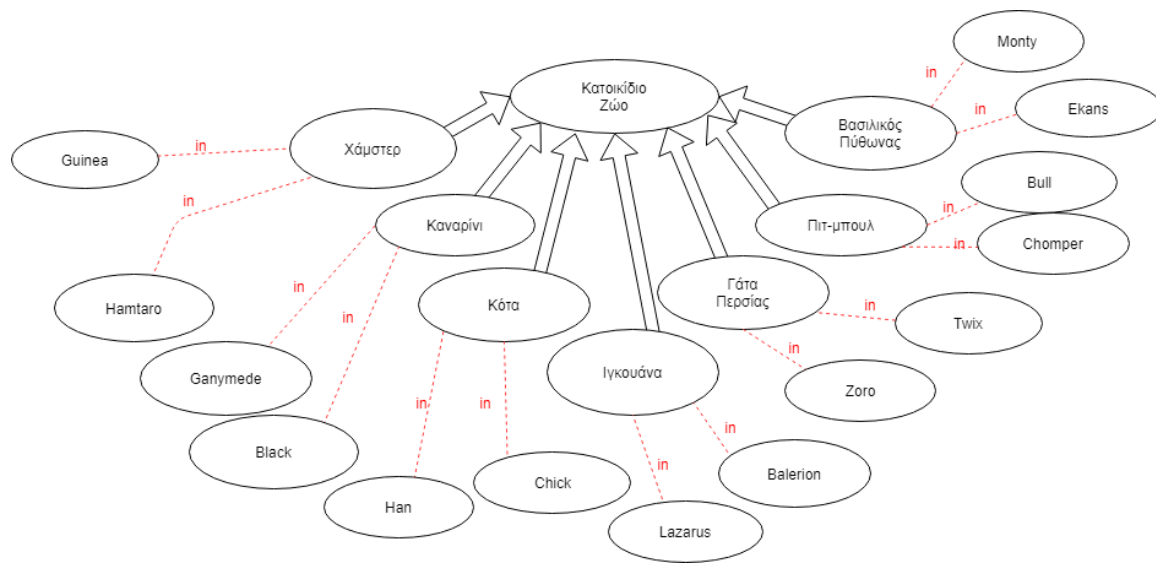 Monty
in
Κατοικίδιο
Ζώο
Ekans
in
Βασιλικός
Πύθωνας
Guinea
in
Χάμστερ
Bull
in
in
Καναρίνι
Πιτ-μπουλ
Chomper
in
Hamtaro
Κότα
Γάτα
Περσίας
in
Twix
in
in
Ganymede
Ιγκουάνα
in
Zoro
in
in
in
Black
Balerion
in
Chick
Han
Lazarus